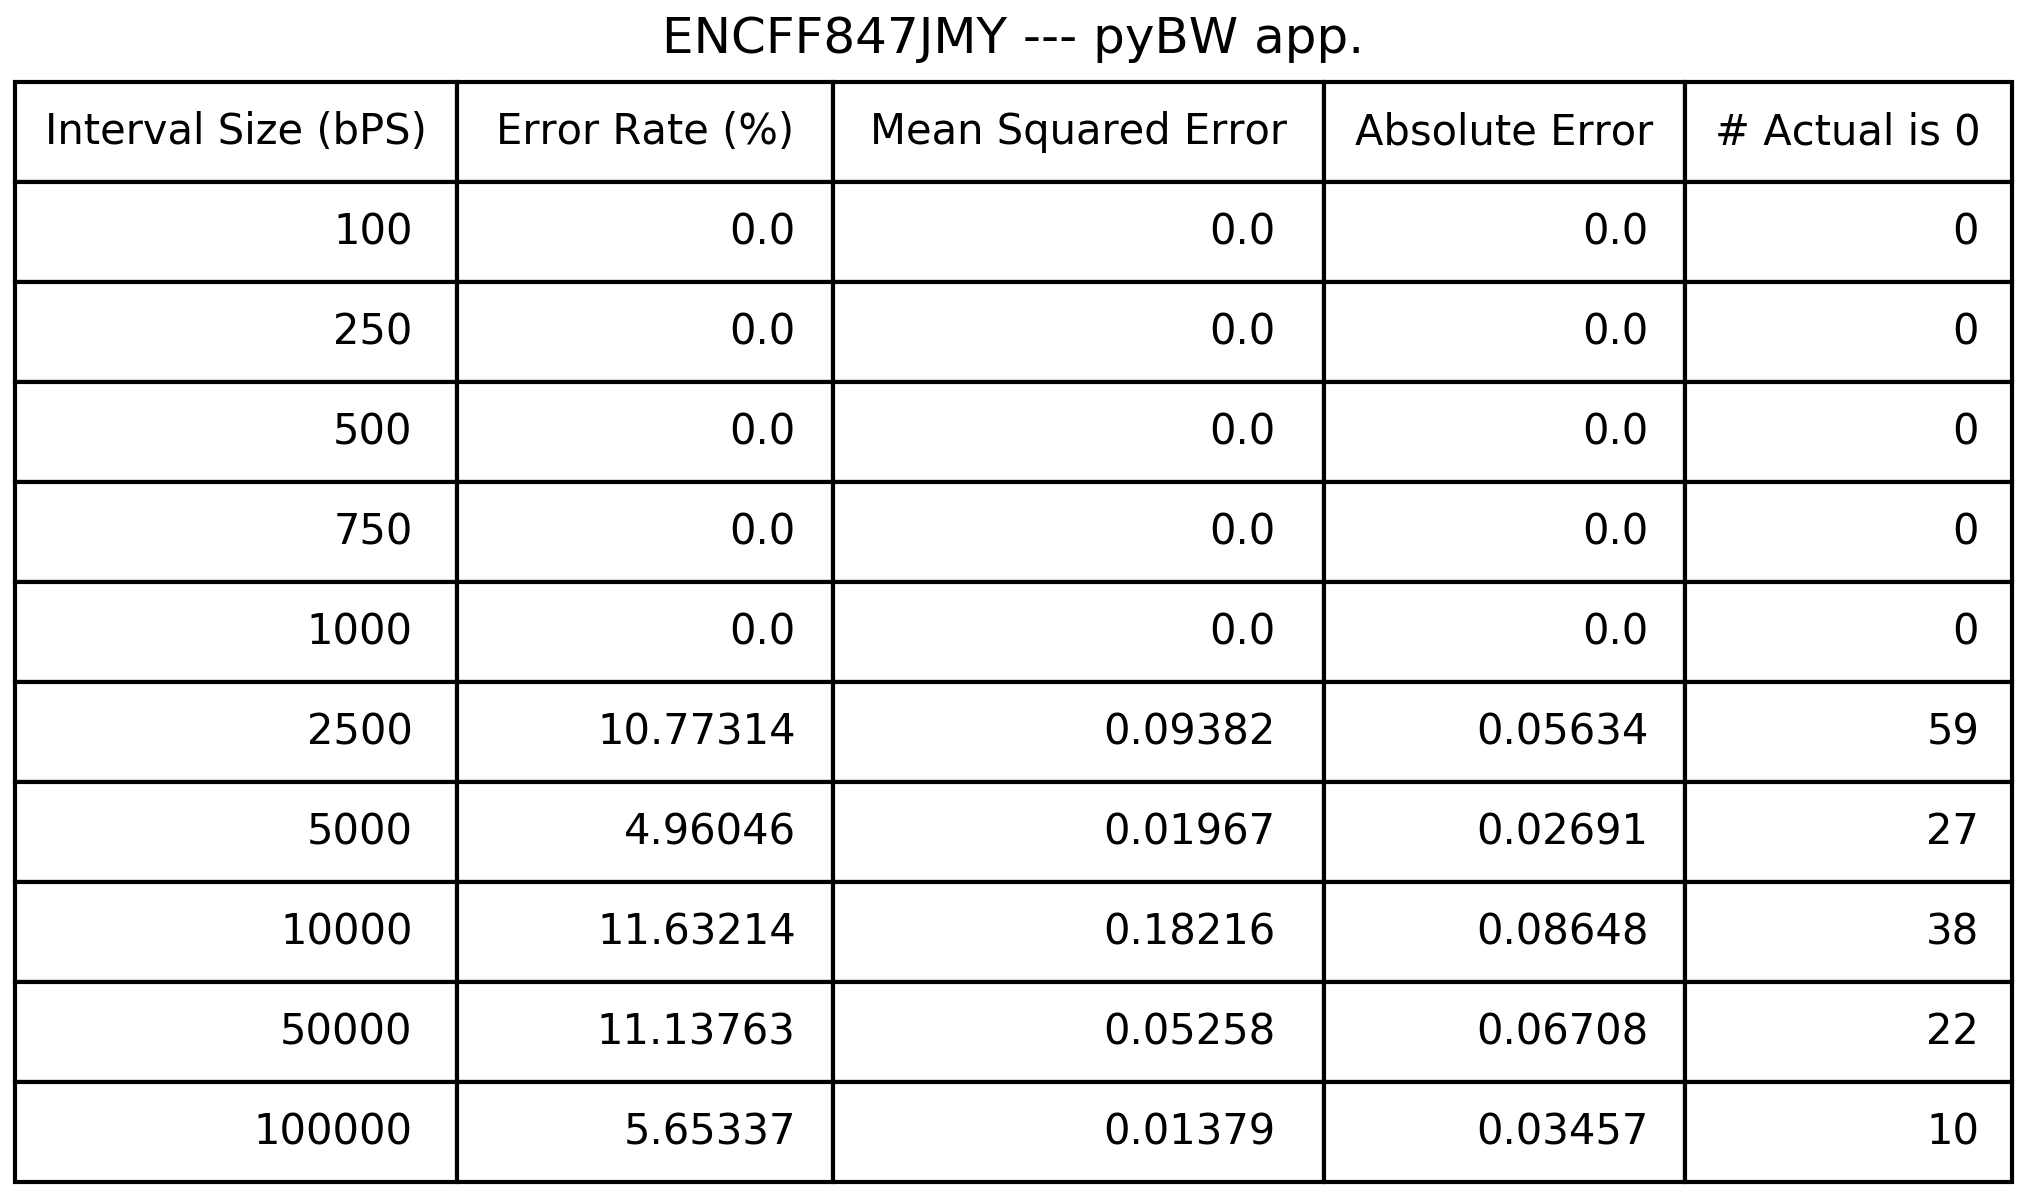 ENCFF847JMY --- pyBW app.
Interval Size (bPS) Error Rate (%) Mean Squared Error Absolute Error # Actual is 0
100 0.0 0.0 0.0 0
250 0.0 0.0 0.0 0
500 0.0 0.0 0.0 0
750 0.0 0.0 0.0 0
1000 0.0 0.0 0.0 0
2500 10.77314 0.09382 0.05634 59
5000 4.96046 0.01967 0.02691 27
10000 11.63214 0.18216 0.08648 38
50000 11.13763 0.05258 0.06708 22
100000 5.65337 0.01379 0.03457 10